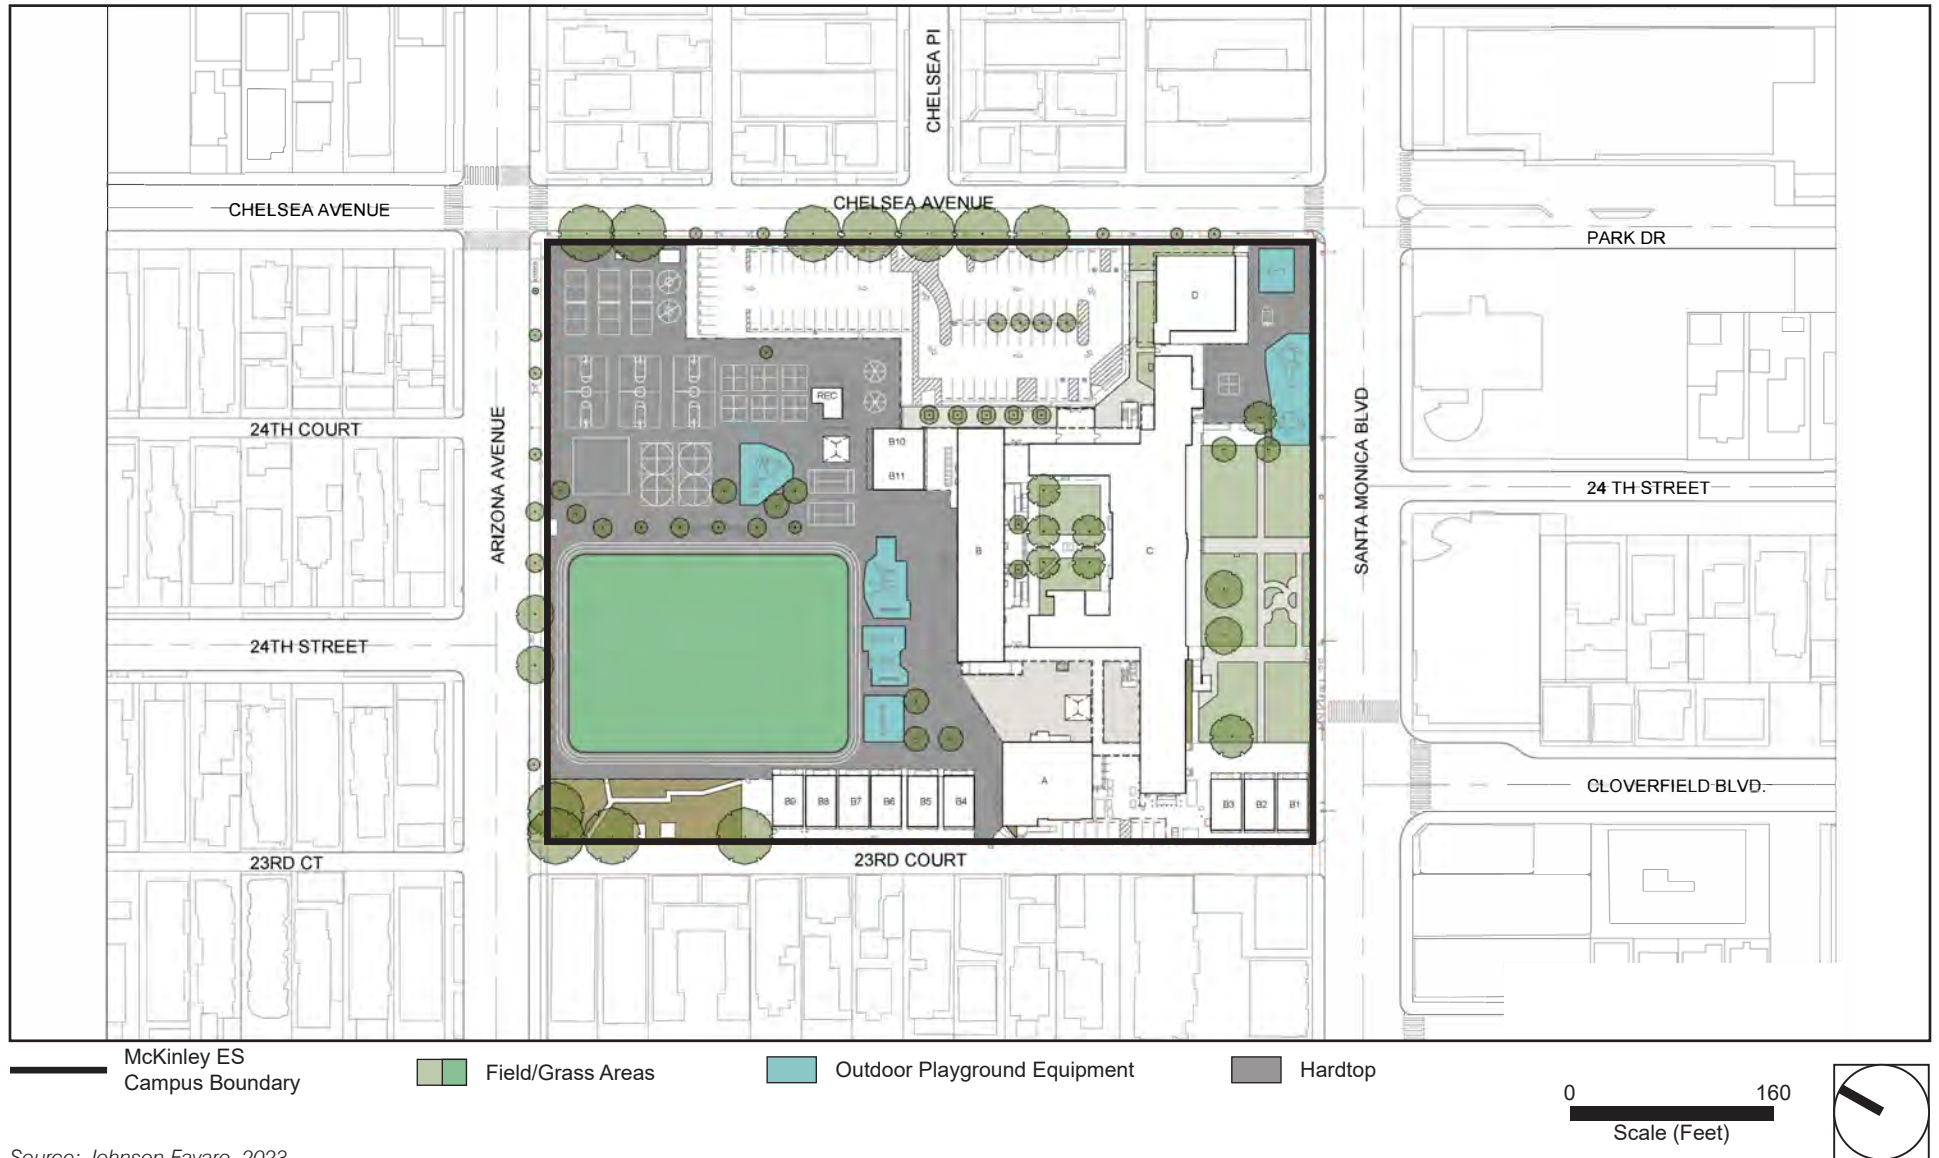 CHELSEA PI
CHELSEA AVENUE
CHELSEA AVENUE
PARK DR
D
REC
B10
B11
24TH COURT
ARIZONA AVENUE
SANTA MONICA BLVD
24 TH STREET
B
C
24TH STREET
A
CLOVERFIELD BLVD.
B9
B8
B7
B6
B5
B4
B3
B2
B1
23RD CT
23RD COURT
McKinley ES
Campus Boundary
Field/Grass Areas
Outdoor Playground Equipment
Hardtop
0
160
Scale (Feet)
Source: Johnson Favaro, 2023